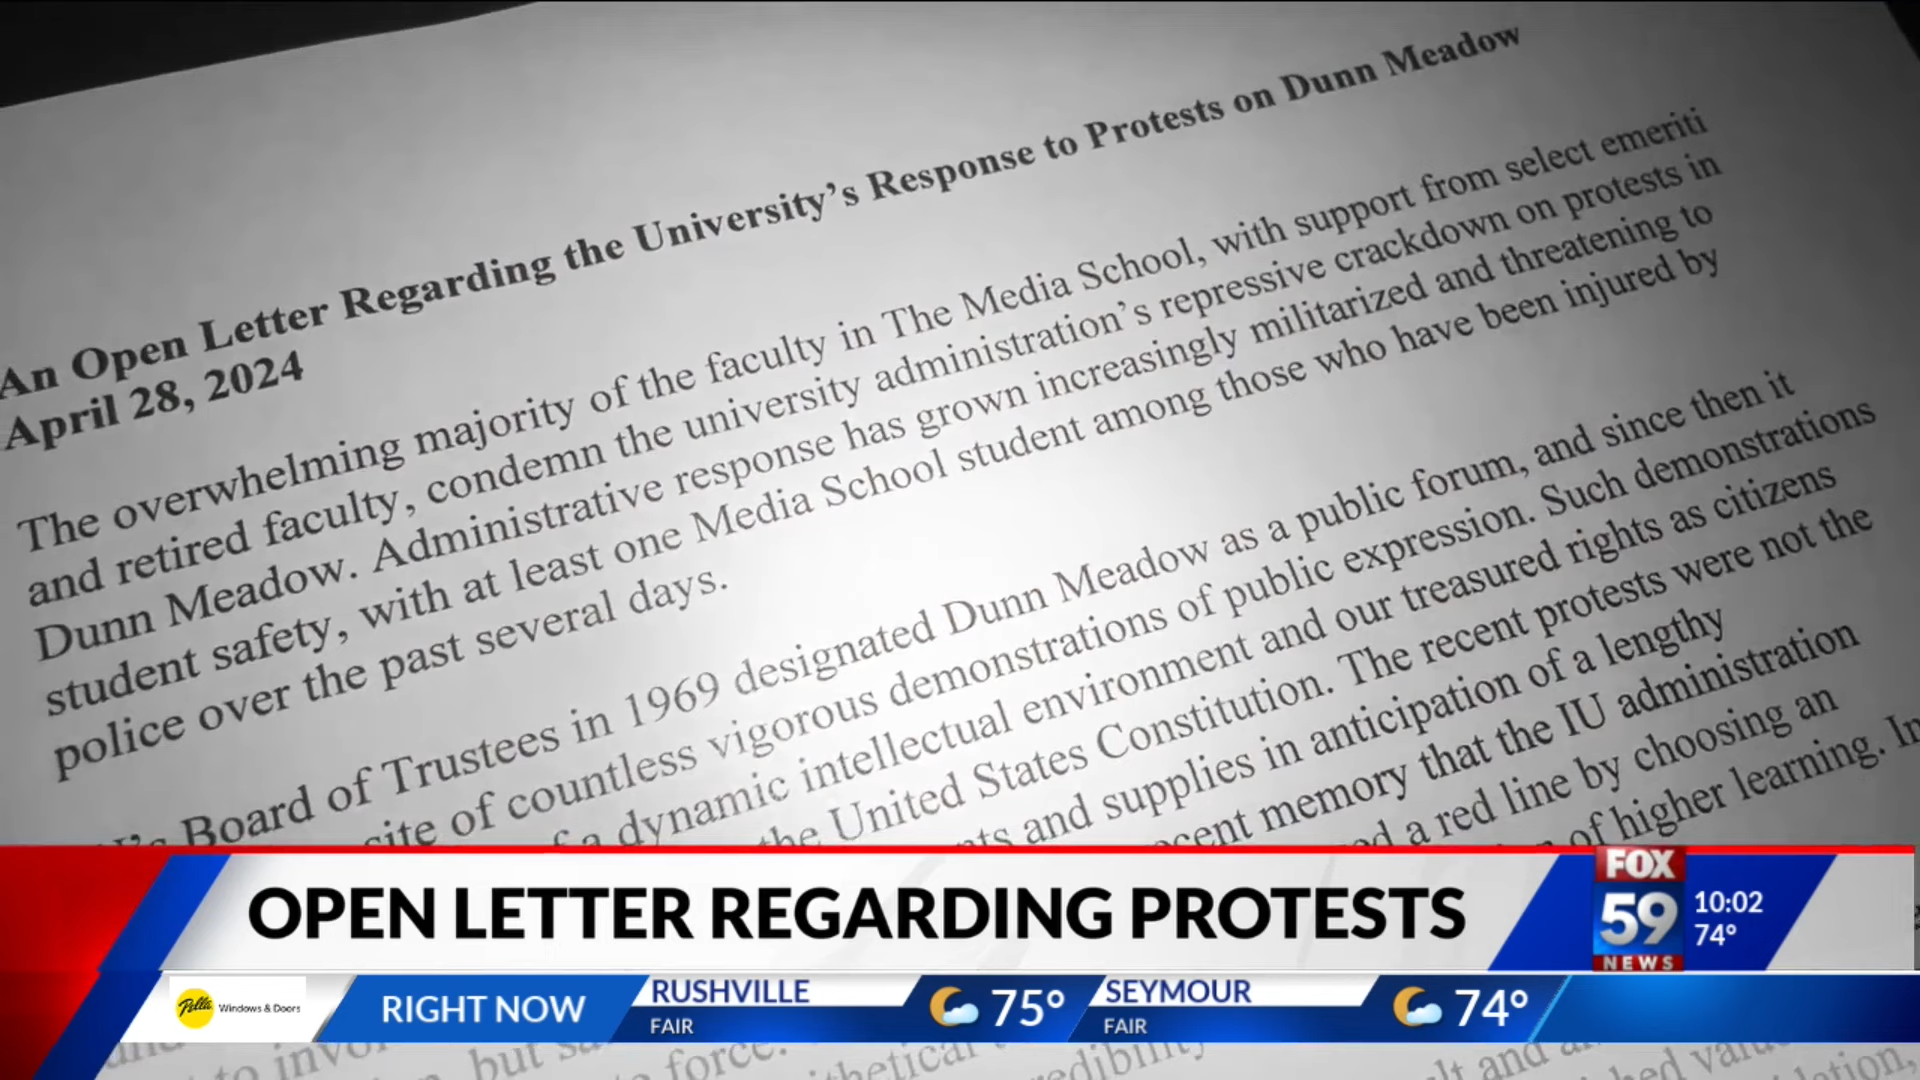 An Open Letter Regarding the University’s Response to Protests on Dunn Meadow
April 28, 2024
The overwhelming majority of the faculty in The Media School, with support from select emeriti
and retired faculty, condemn the university administration’s repressive crackdown on protests in
Dunn Meadow. Administrative response has grown increasingly militarized and threatening to
student safety, with at least one Media School student among those who have been injured by
police over the past several days.
Board of Trustees in 1969 designated Dunn Meadow as a public forum, and since then it
site of countless vigorous demonstrations of public expression. Such demonstrations
a dynamic intellectual environment and our treasured rights as citizens
the United States Constitution. The recent protests were not the
and supplies in anticipation of a lengthy
memory that the IU administration
a red line by choosing an
of higher learning. In
OPEN LETTER REGARDING PROTESTS
FOX
59
NEWS
10:02
74°
Pella Windows & Doors
RIGHT NOW
RUSHVILLE
FAIR
75°
SEYMOUR
FAIR
74°
but
force.